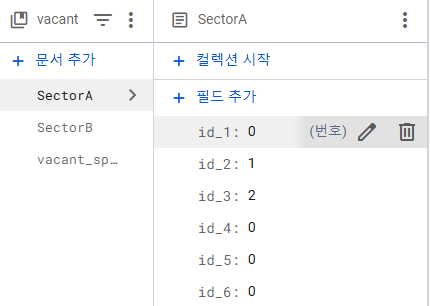 vacant
SectorA
문서 추가
컬렉션 시작
SectorA
필드 추가
SectorB
id_1: 0 (번호)
vacant_sp…
id_2: 1
id_3: 2
id_4: 0
id_5: 0
id_6: 0